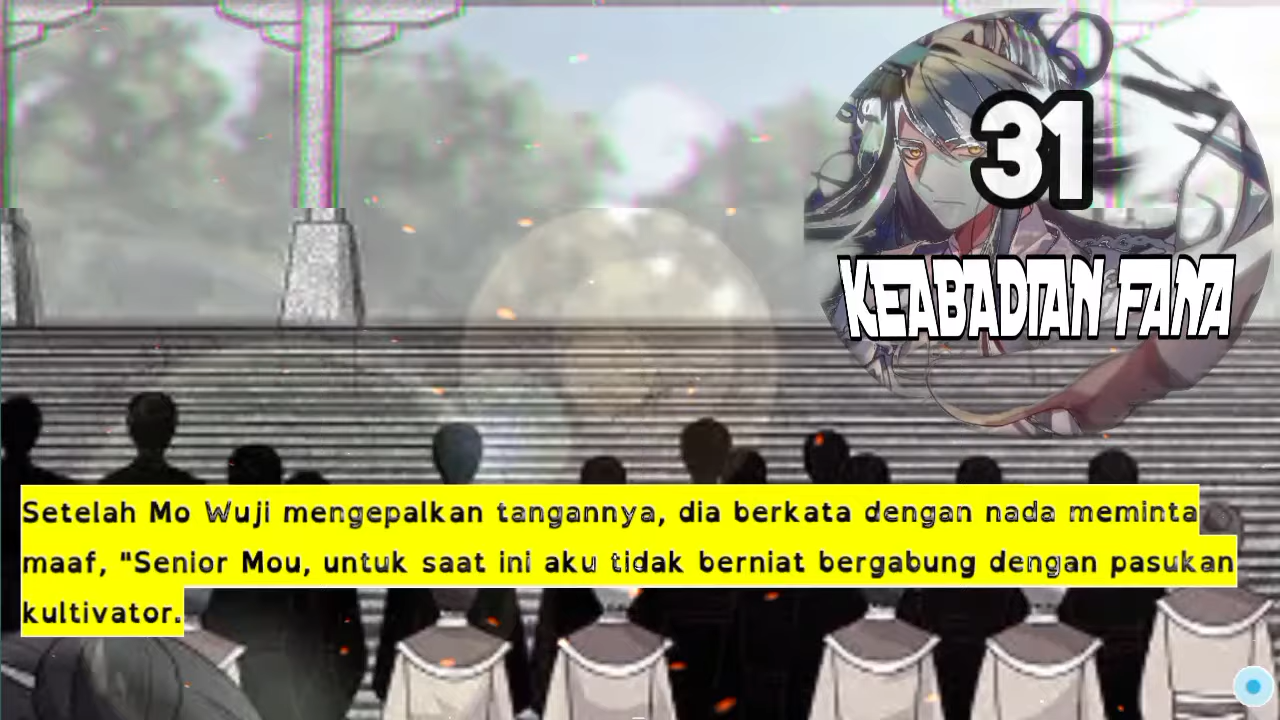 31
KEABADIAN FANA
Setelah Mo Wuji mengepalkan tangannya, dia berkata dengan nada meminta
maaf, "Senior Mou, untuk saat ini aku tidak berniat bergabung dengan pasukan
kultivator.